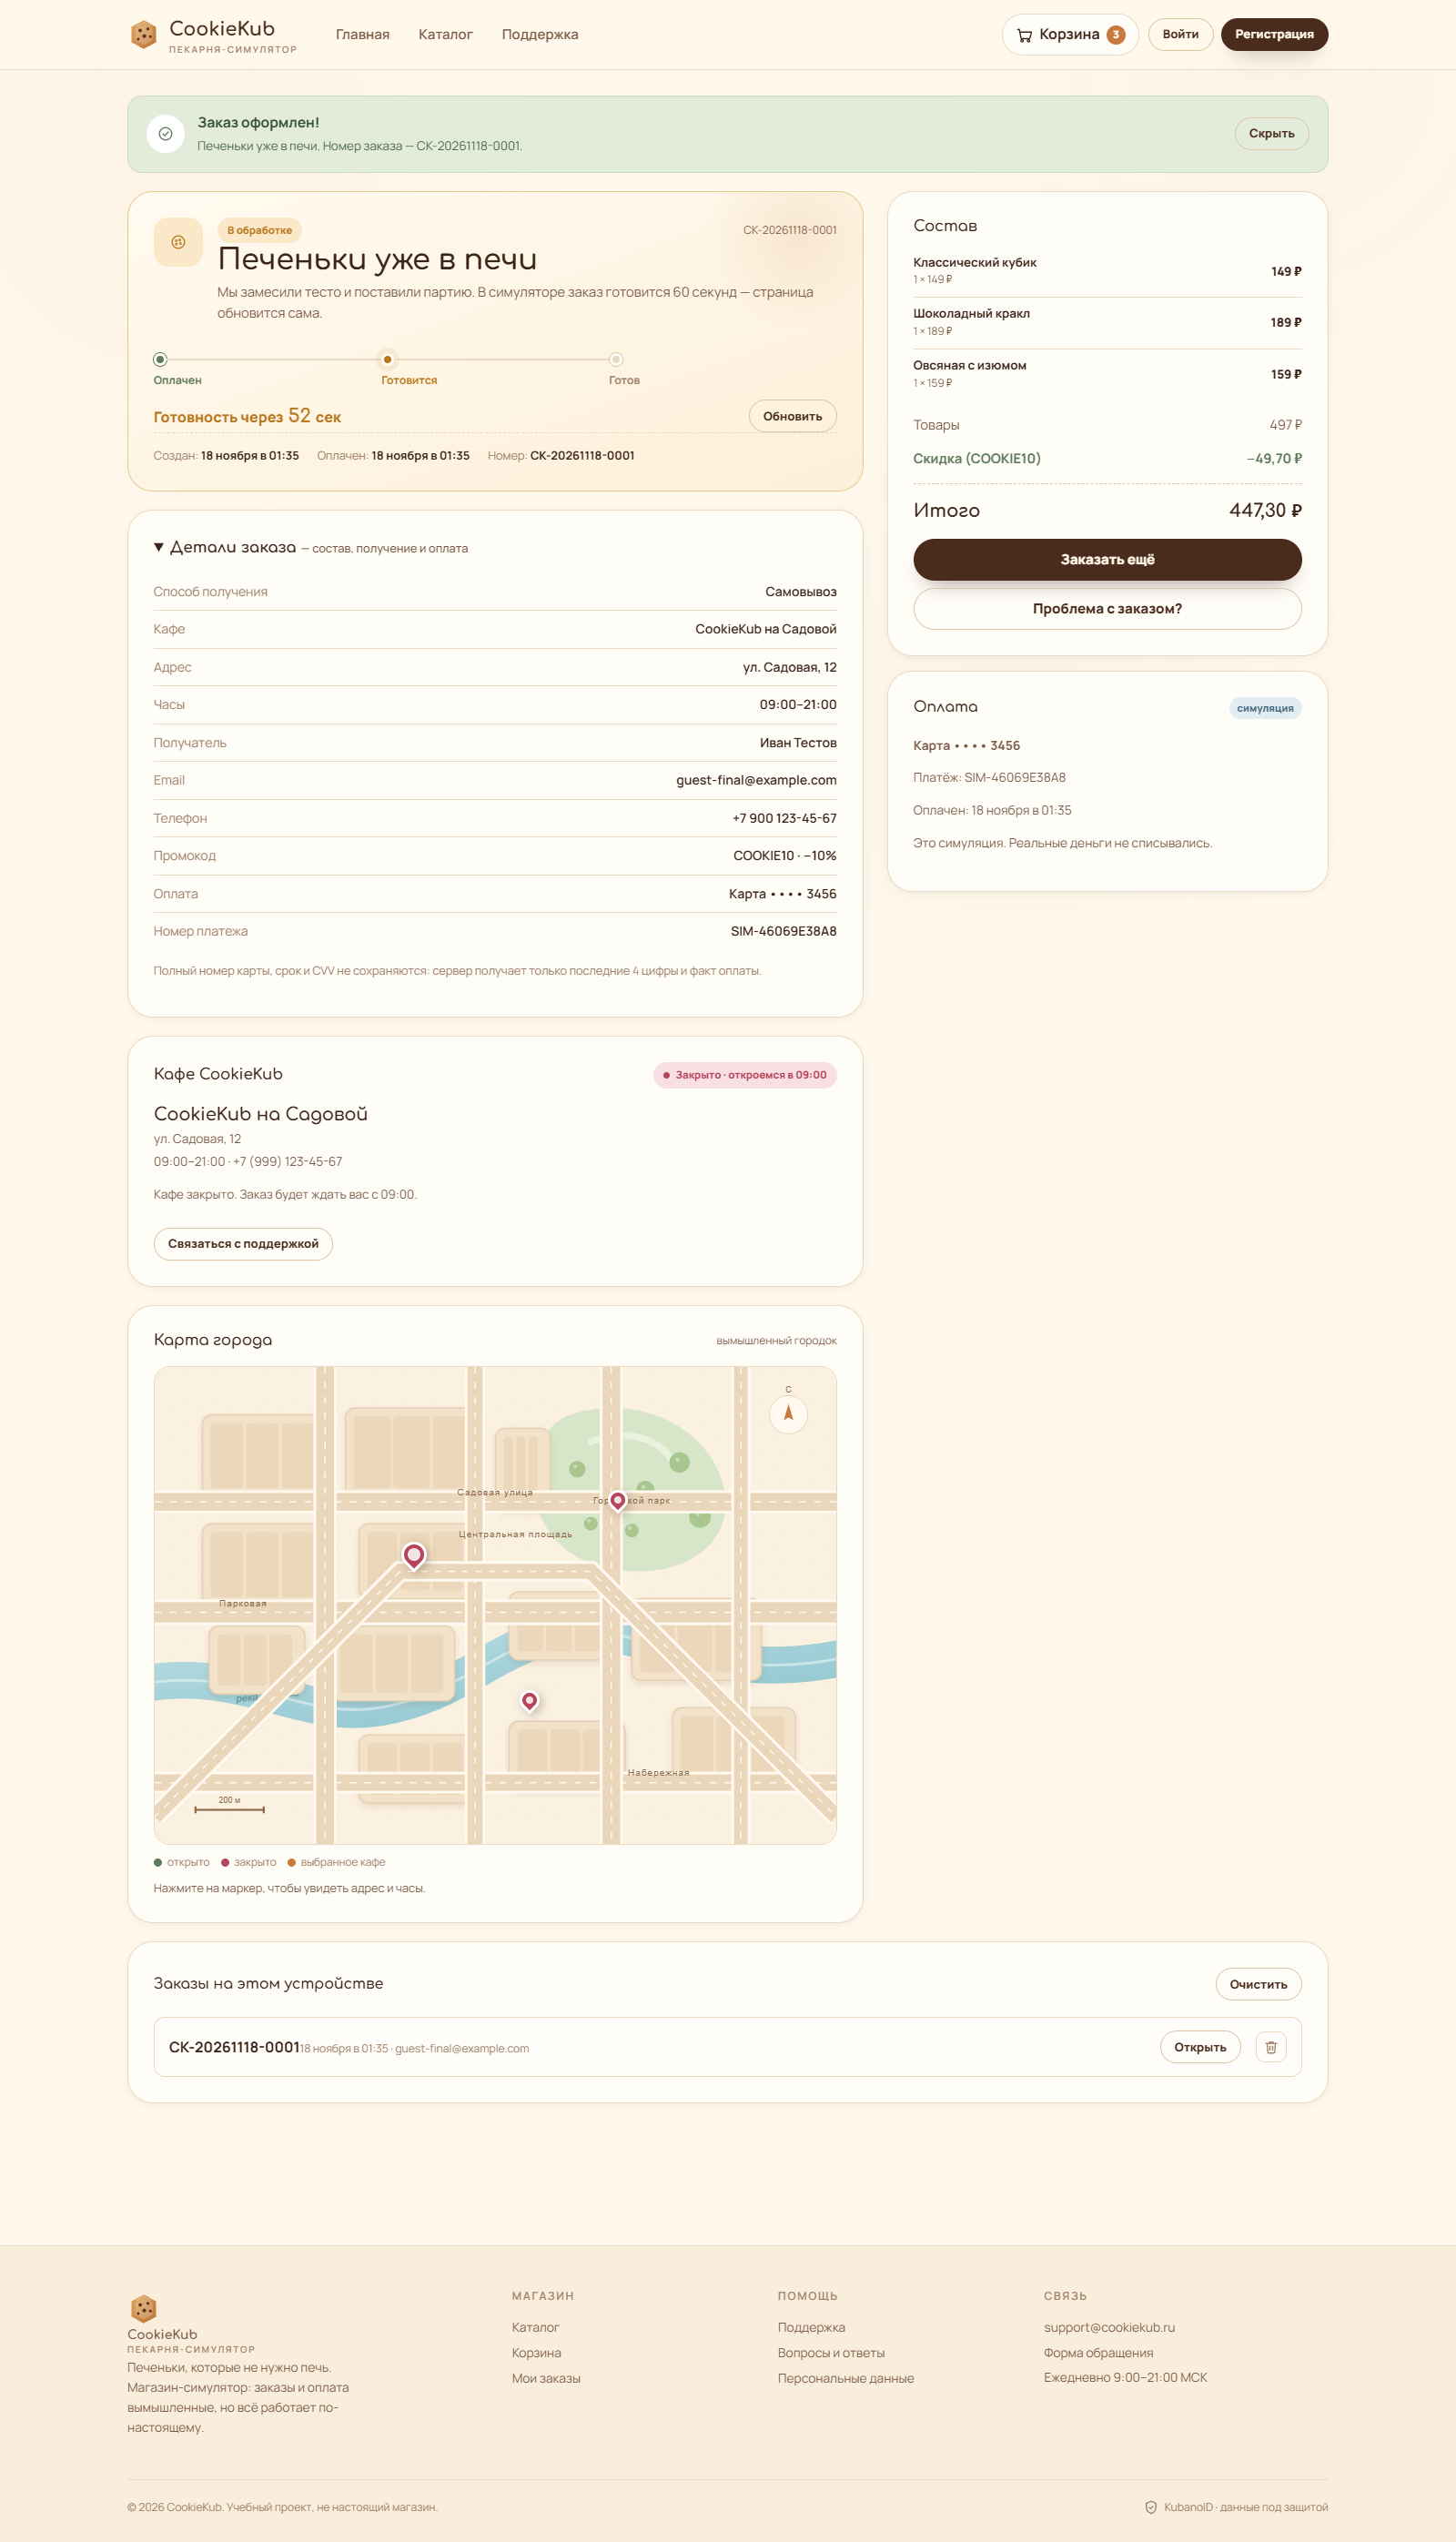 CookieKub
ПЕКАРНЯ-СИМУЛЯТОР
Главная
Каталог
Поддержка
Корзина 3
Войти
Регистрация
Заказ оформлен!
Печеньки уже в печи. Номер заказа — CK-20261118-0001.
Скрыть
В обработке
CK-20261118-0001
Печеньки уже в печи
Мы замесили тесто и поставили партию. В симуляторе заказ готовится 60 секунд — страница
обновится сама.
Оплачен
Готовится
Готов
Готовность через 52 сек
Обновить
Создан: 18 ноября в 01:35
Оплачен: 18 ноября в 01:35
Номер: CK-20261118-0001
Состав
Классический кубик
1 × 149 ₽
149 ₽
Шоколадный кракл
1 × 189 ₽
189 ₽
Овсяная с изюмом
1 × 159 ₽
159 ₽
Товары
497 ₽
Скидка (COOKIE10)
−49,70 ₽
Итого
447,30 ₽
Заказать ещё
Проблема с заказом?
Оплата
симуляция
Карта •••• 3456
Платёж: SIM-46069E38A8
Оплачен: 18 ноября в 01:35
Это симуляция. Реальные деньги не списывались.
Детали заказа — состав, получение и оплата
Способ получения
Самовывоз
Кафе
CookieKub на Садовой
Адрес
ул. Садовая, 12
Часы
09:00–21:00
Получатель
Иван Тестов
Email
guest-final@example.com
Телефон
+7 900 123-45-67
Промокод
COOKIE10 · −10%
Оплата
Карта •••• 3456
Номер платежа
SIM-46069E38A8
Полный номер карты, срок и CVV не сохраняются: сервер получает только последние 4 цифры и факт оплаты.
Кафе CookieKub
Закрыто · откроемся в 09:00
CookieKub на Садовой
ул. Садовая, 12
09:00–21:00 · +7 (999) 123-45-67
Кафе закрыто. Заказ будет ждать вас с 09:00.
Связаться с поддержкой
Карта города
вымышленный городок
С
Садовая улица
парк
Центральная площадь
Парковая
река
Набережная
200 м
открыто
закрыто
выбранное кафе
Нажмите на маркер, чтобы увидеть адрес и часы.
Заказы на этом устройстве
Очистить
CK-20261118-0001 18 ноября в 01:35 · guest-final@example.com
Открыть
CookieKub
ПЕКАРНЯ-СИМУЛЯТОР
Печеньки, которые не нужно печь.
Магазин-симулятор: заказы и оплата
вымышленные, но всё работает по-
настоящему.
МАГАЗИН
Каталог
Корзина
Мои заказы
ПОМОЩЬ
Поддержка
Вопросы и ответы
Персональные данные
СВЯЗЬ
support@cookiekub.ru
Форма обращения
Ежедневно 9:00–21:00 МСК
© 2026 CookieKub. Учебный проект, не настоящий магазин.
KubanoID · данные под защитой